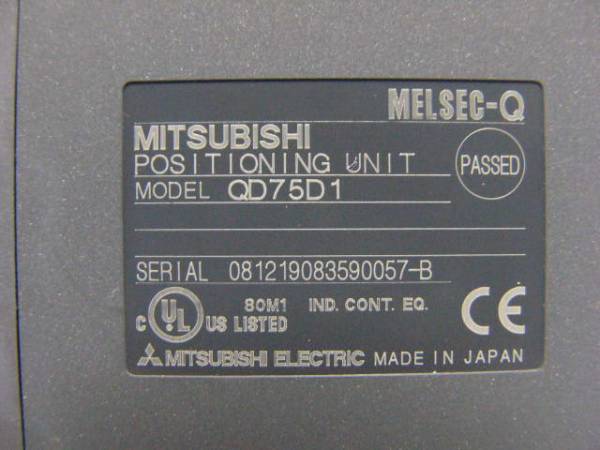 MELSEC-Q
MITSUBISHI
POSITIONING UNIT
PASSED
MODEL QD75D1
SERIAL 081219083590057-B
C UL US LISTED
80M1 IND. CONT. EQ.
CE
MITSUBISHI ELECTRIC MADE IN JAPAN